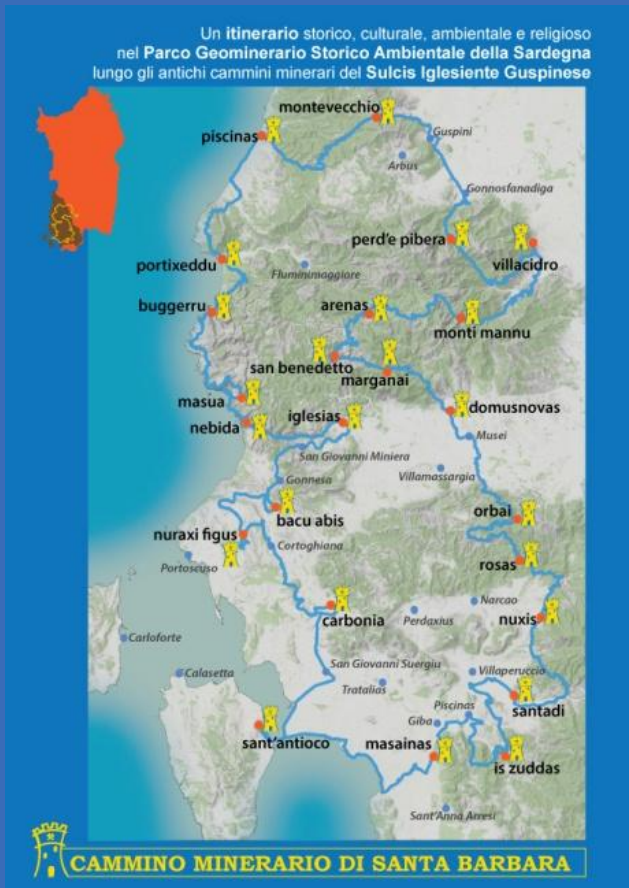 Un itinerario storico, culturale, ambientale e religioso
nel Parco Geominerario Storico Ambientale della Sardegna
lungo gli antichi cammini minerari del Sulcis Iglesiente Guspinese
montevecchio
piscinas
Guspini
Arbus
Gonnosfanadiga
perd'e pibera
villacidro
portixeddu
Fluminimaggiore
buggerru
arenas
monti mannu
san benedetto
marganai
masua
iglesias
domusnovas
nebida
Musei
San Giovanni Miniera
Villamassargia
Gonnesa
bacu abis
orbai
nuraxi figus
Cortoghiana
Portoscuso
rosas
Narcao
carbonia
Perdaxius
nuxis
Carloforte
San Giovanni Suergiu
Villaperuccio
Calasetta
Tratalias
santadi
Piscinas
Giba
sant'antioco
masainas
is zuddas
Sant'Anna Arresi
CAMMINO MINERARIO DI SANTA BARBARA